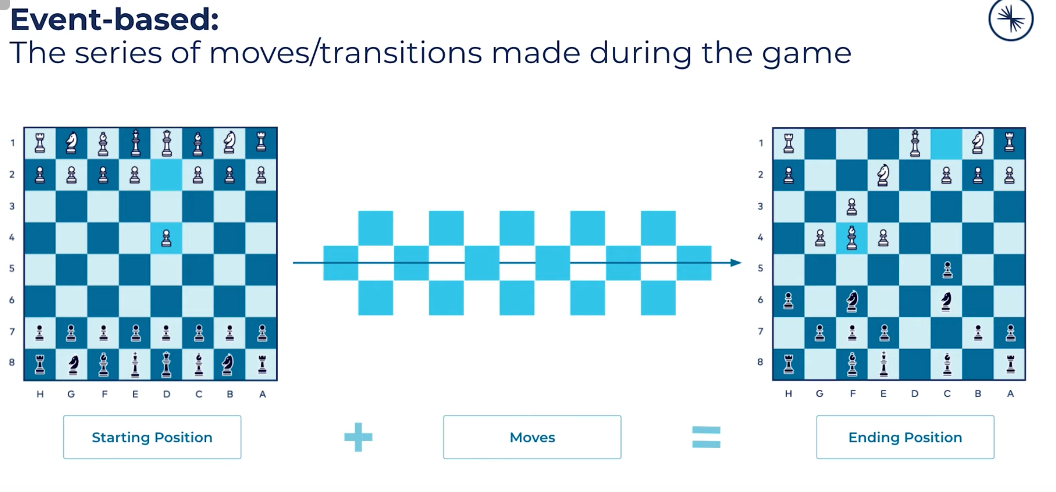 Event-based:
The series of moves/transitions made during the game
1
2
3
4
5
6
7
8
H G F E D C B A
1
2
3
4
5
6
7
8
H G F E D C B A
Starting Position
+
Moves
=
Ending Position